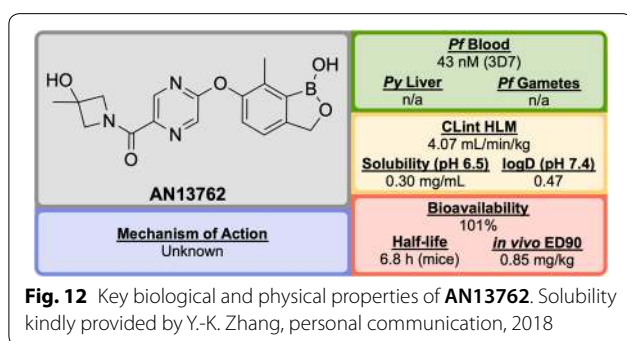 HO
N
N
O
O
N
OH
B
O
AN13762
Mechanism of Action
Unknown
Pf Blood
43 nM (3D7)
Py Liver Pf Gametes
n/a n/a
CLint HLM
4.07 mL/min/kg
Solubility (pH 6.5) logD (pH 7.4)
0.30 mg/mL 0.47
Bioavailability
101%
Half-life in vivo ED90
6.8 h (mice) 0.85 mg/kg
Fig. 12 Key biological and physical properties of AN13762. Solubility
kindly provided by Y.-K. Zhang, personal communication, 2018